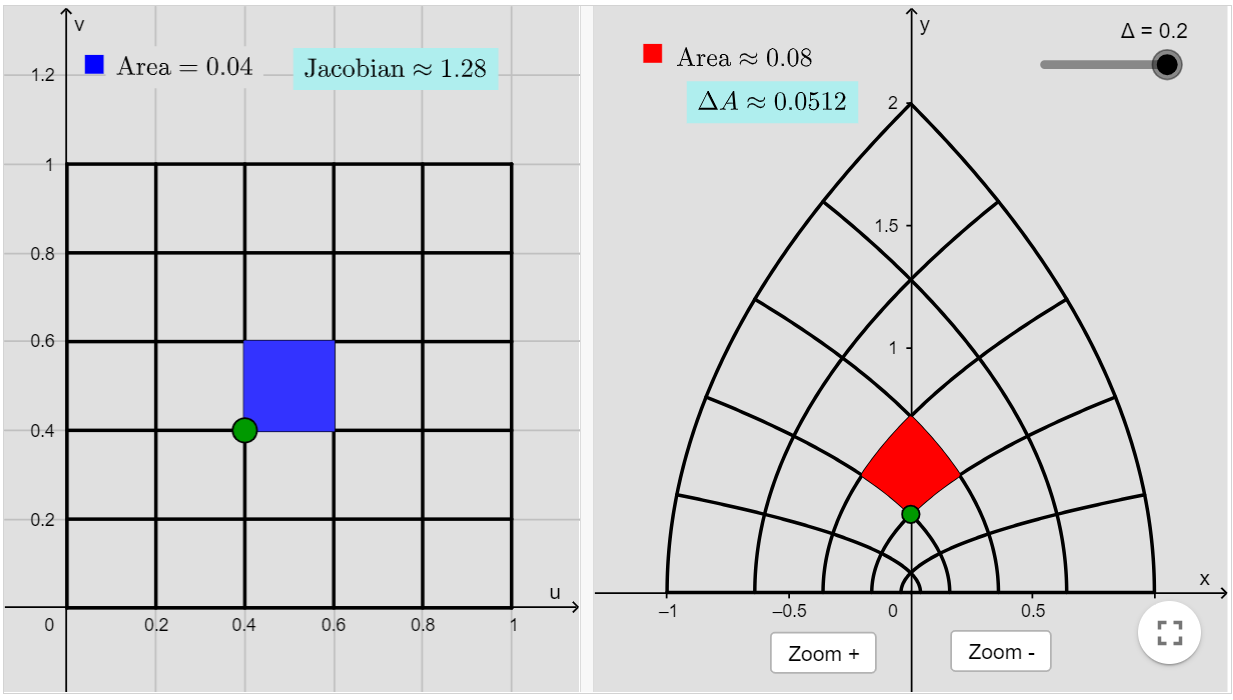 v
1.2
Area = 0.04
Jacobian ≈ 1.28
1
0.8
0.6
0.4
0.2
u
0
0.2
0.4
0.6
0.8
1
y
Δ = 0.2
Area ≈ 0.08
ΔA ≈ 0.0512
2
1.5
1
x
−1
−0.5
0
0.5
Zoom +
Zoom -